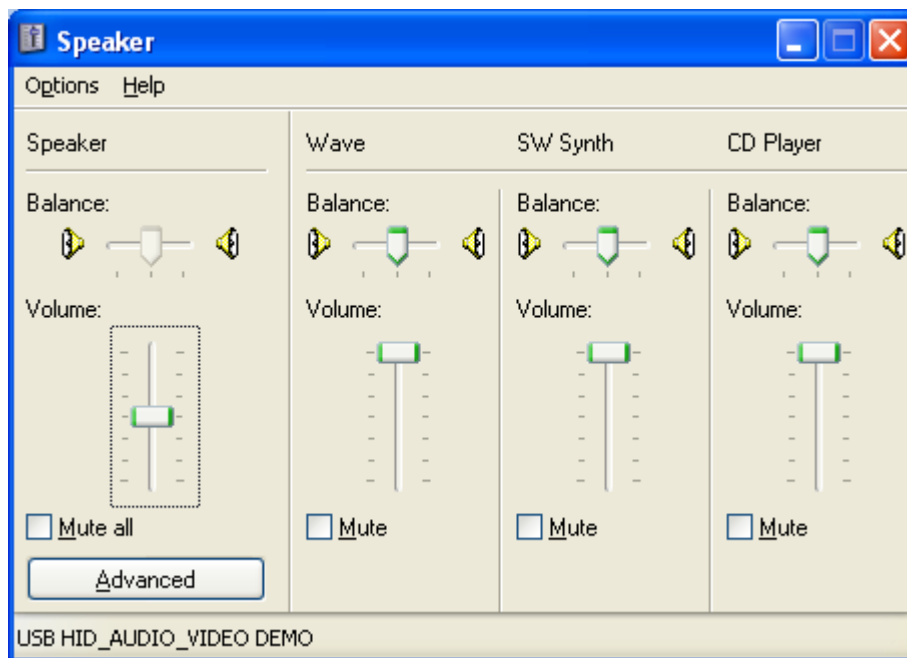 Speaker
Options Help
Speaker Wave SW Synth CD Player
Balance: Balance: Balance: Balance:
Volume: Volume: Volume: Volume:
Mute all Mute Mute Mute
Advanced
USB HID_AUDIO_VIDEO DEMO